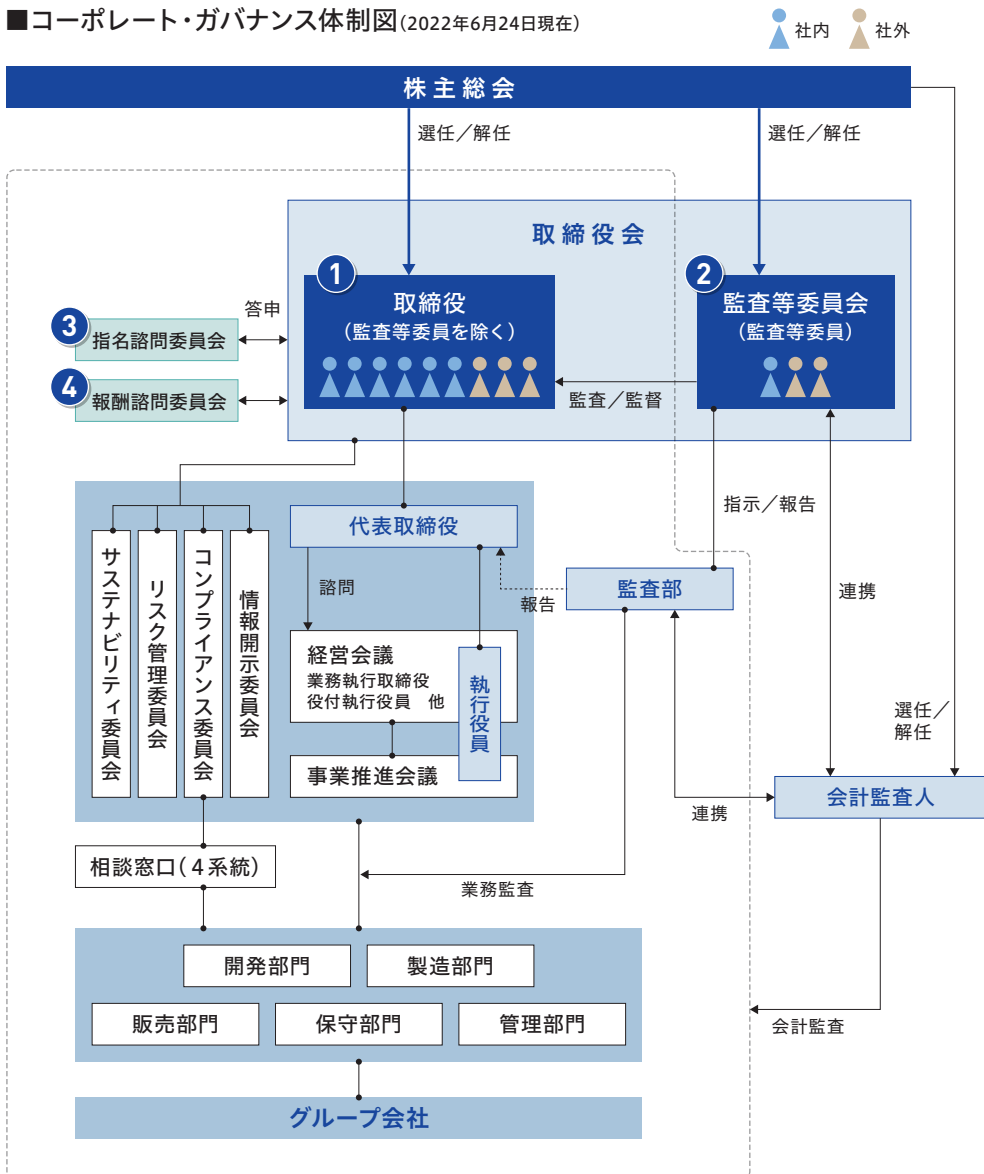 ■コーポレート・ガバナンス体制図(2022年6月24日現在)
社内
社外
株主総会
選任／解任
選任／解任
取締役会
1
取締役
(監査等委員を除く)
2
監査等委員会
(監査等委員)
答申
3
指名諮問委員会
4
報酬諮問委員会
監査／監督
代表取締役
指示／報告
サステナビリティ委員会
リスク管理委員会
コンプライアンス委員会
情報開示委員会
諮問
報告
監査部
連携
経営会議
業務執行取締役
役付執行役員　他
執行役員
事業推進会議
選任／
解任
会計監査人
連携
相談窓口(4系統)
業務監査
開発部門
製造部門
販売部門
保守部門
管理部門
会計監査
グループ会社